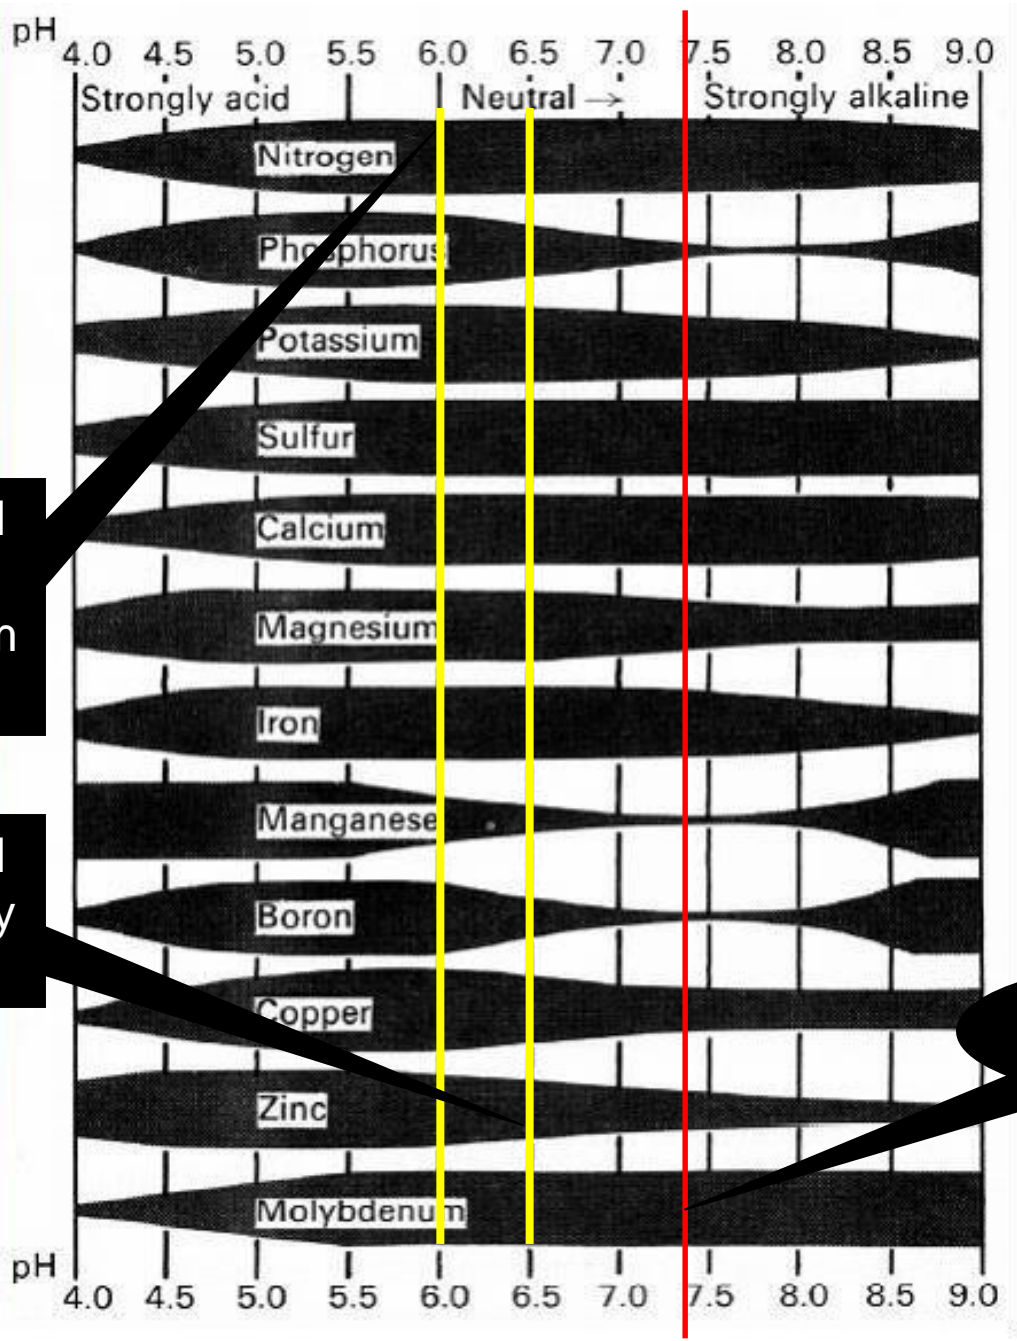 pH
4.0 4.5 5.0 5.5 6.0 6.5 7.0 7.5 8.0 8.5 9.0
Strongly acid Neutral → Strongly alkaline
Nitrogen
Phosphorus
Potassium
Sulfur
Calcium
Magnesium
Iron
Manganese
Boron
Copper
Zinc
Molybdenum
pH
4.0 4.5 5.0 5.5 6.0 6.5 7.0 7.5 8.0 8.5 9.0